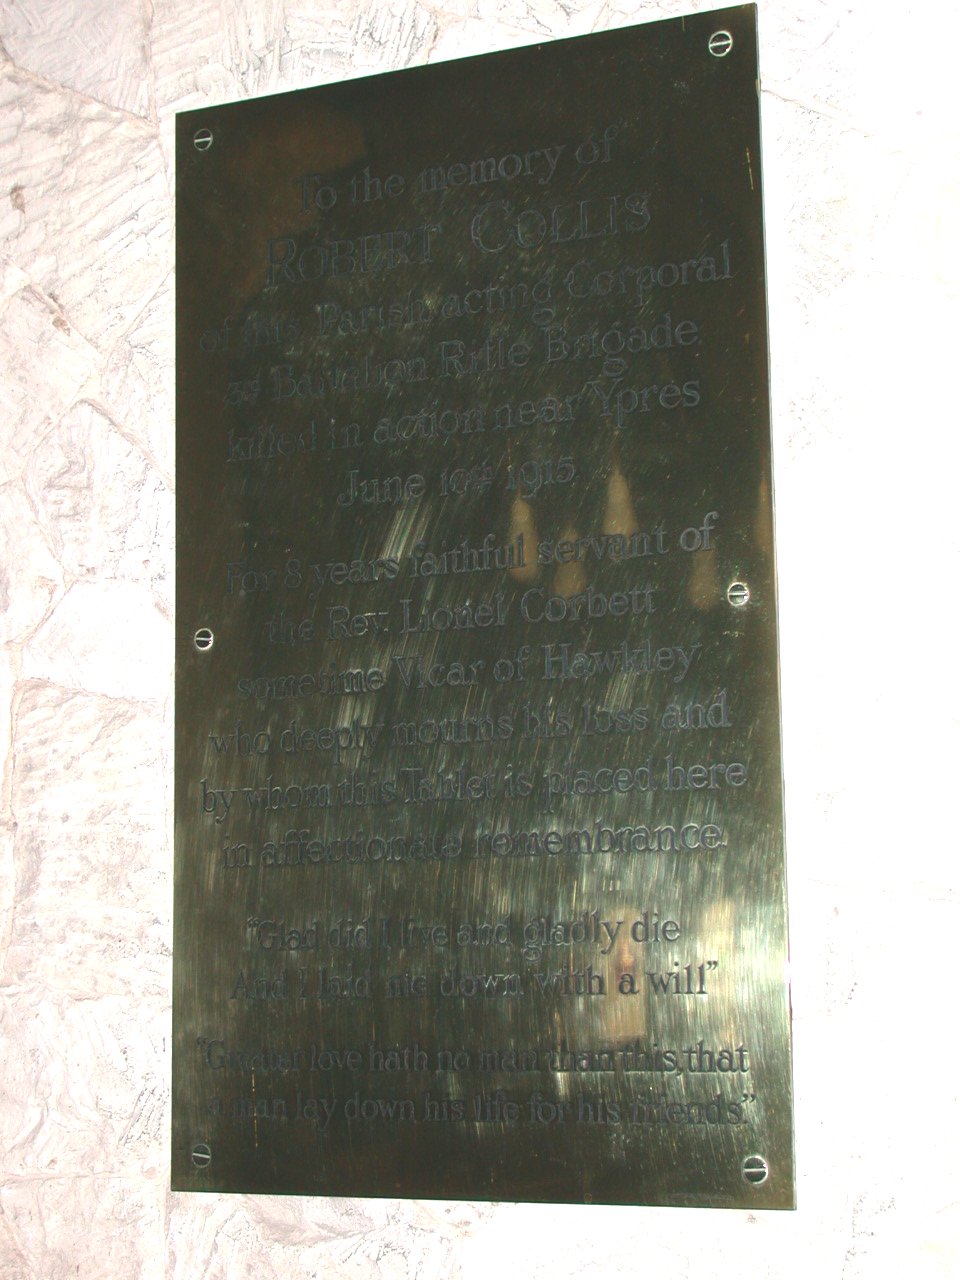 To the memory of
ROBERT COLLIS
of this Parish acting Corporal
3rd Battalion Rifle Brigade
killed in action near Ypres
June 10th 1915
For 8 years faithful servant of
the Rev. Lionel Corbett
sometime Vicar of Hawkley
who deeply mourns his loss and
by whom this Tablet is placed here
in affectionate remembrance.
"Glad did I live and gladly die
And I laid me down with a will"
"Greater love hath no man than this, that
a man lay down his life for his friends."